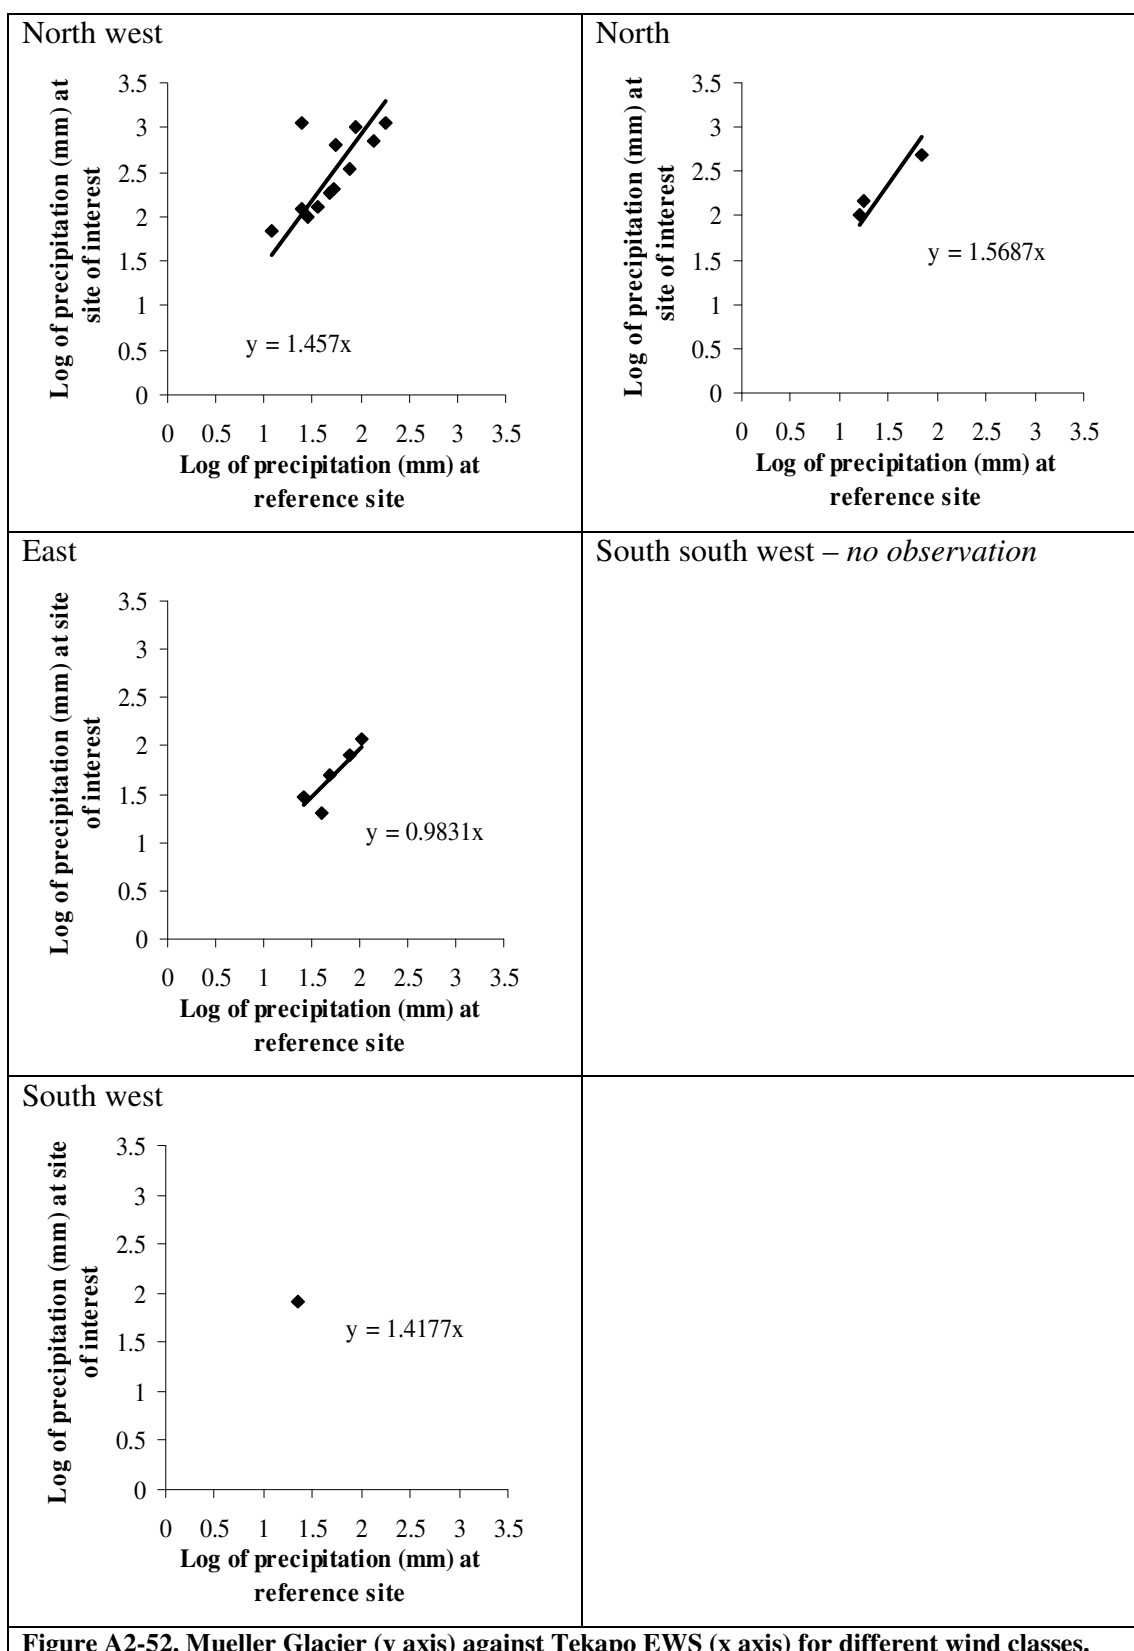 North west
Log of precipitation (mm) at
site of interest
3.5
3
2.5
2
1.5
1
0.5
0
y = 1.457x
0 0.5 1 1.5 2 2.5 3 3.5
Log of precipitation (mm) at
reference site
North
Log of precipitation (mm) at
site of interest
3.5
3
2.5
2
1.5
1
0.5
0
y = 1.5687x
0 0.5 1 1.5 2 2.5 3 3.5
Log of precipitation (mm) at
reference site
East
Log of precipitation (mm) at site
of interest
3.5
3
2.5
2
1.5
1
0.5
0
y = 0.9831x
0 0.5 1 1.5 2 2.5 3 3.5
Log of precipitation (mm) at
reference site
South south west – no observation
South west
Log of precipitation (mm) at site
of interest
3.5
3
2.5
2
1.5
1
0.5
0
y = 1.4177x
0 0.5 1 1.5 2 2.5 3 3.5
Log of precipitation (mm) at
reference site
Figure A2-52. Mueller Glacier (y axis) against Tekapo EWS (x axis) for different wind classes.